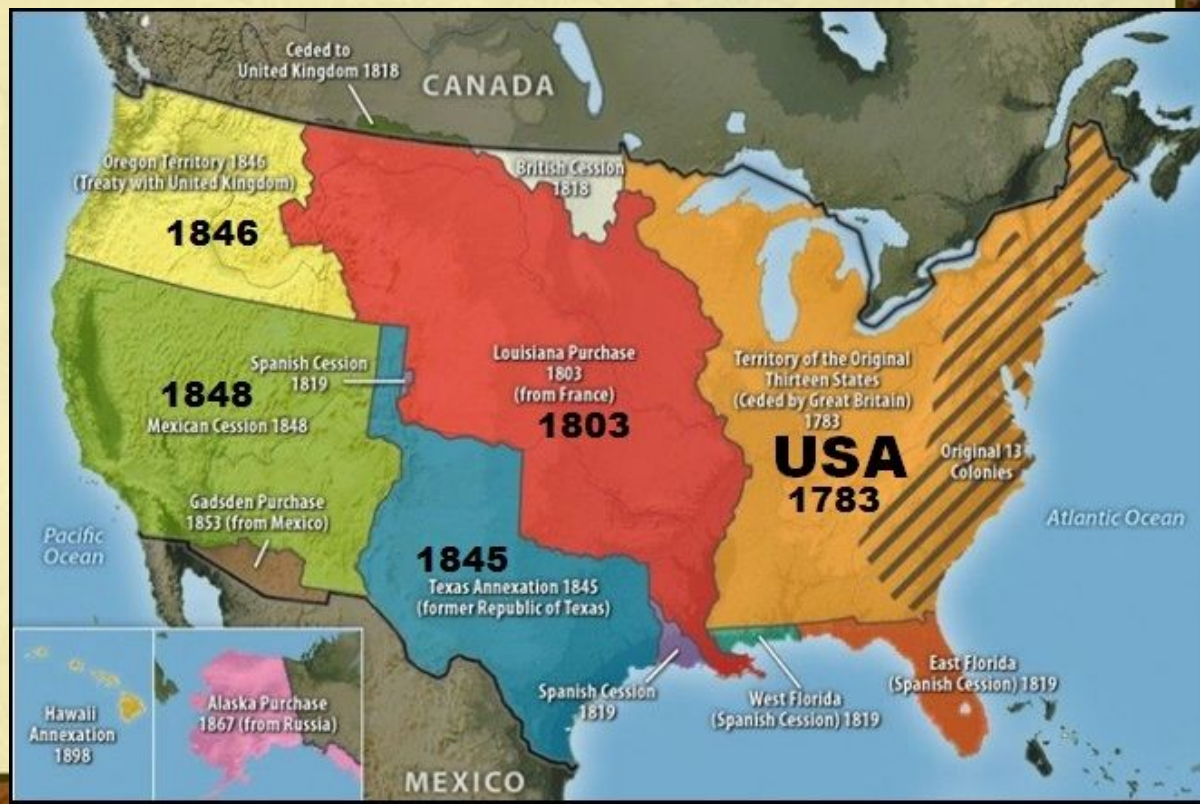 Ceded to
United Kingdom 1818
CANADA
Oregon Territory 1846
(Treaty with United Kingdom)
1846
British Cession
1818
Spanish Cession
1819
1848
Mexican Cession 1848
Louisiana Purchase
1803
(from France)
1803
Territory of the Original
Thirteen States
(Ceded by Great Britain)
1783
USA
1783
Original 13
Colonies
Gadsden Purchase
1853 (from Mexico)
Pacific
Ocean
Atlantic Ocean
1845
Texas Annexation 1845
(former Republic of Texas)
Spanish Cession
1819
West Florida
(Spanish Cession) 1819
East Florida
(Spanish Cession) 1819
Hawaii
Annexation
1898
Alaska Purchase
1867 (from Russia)
MEXICO